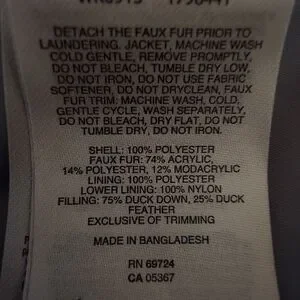 DETACH THE FAUX FUR PRIOR TO
LAUNDERING. JACKET, MACHINE WASH
COLD GENTLE, REMOVE PROMPTLY,
DO NOT BLEACH, TUMBLE DRY LOW,
DO NOT IRON, DO NOT USE FABRIC
SOFTENER, DO NOT DRYCLEAN, FAUX
FUR TRIM: MACHINE WASH, COLD,
GENTLE CYCLE, WASH SEPARATELY,
DO NOT BLEACH, DRY FLAT, DO NOT
TUMBLE DRY, DO NOT IRON.
SHELL: 100% POLYESTER
FAUX FUR: 74% ACRYLIC,
14% POLYESTER, 12% MODACRYLIC
LINING: 100% POLYESTER
LOWER LINING: 100% NYLON
FILLING: 75% DUCK DOWN, 25% DUCK
FEATHER
EXCLUSIVE OF TRIMMING
MADE IN BANGLADESH
RN 69724
CA 05367